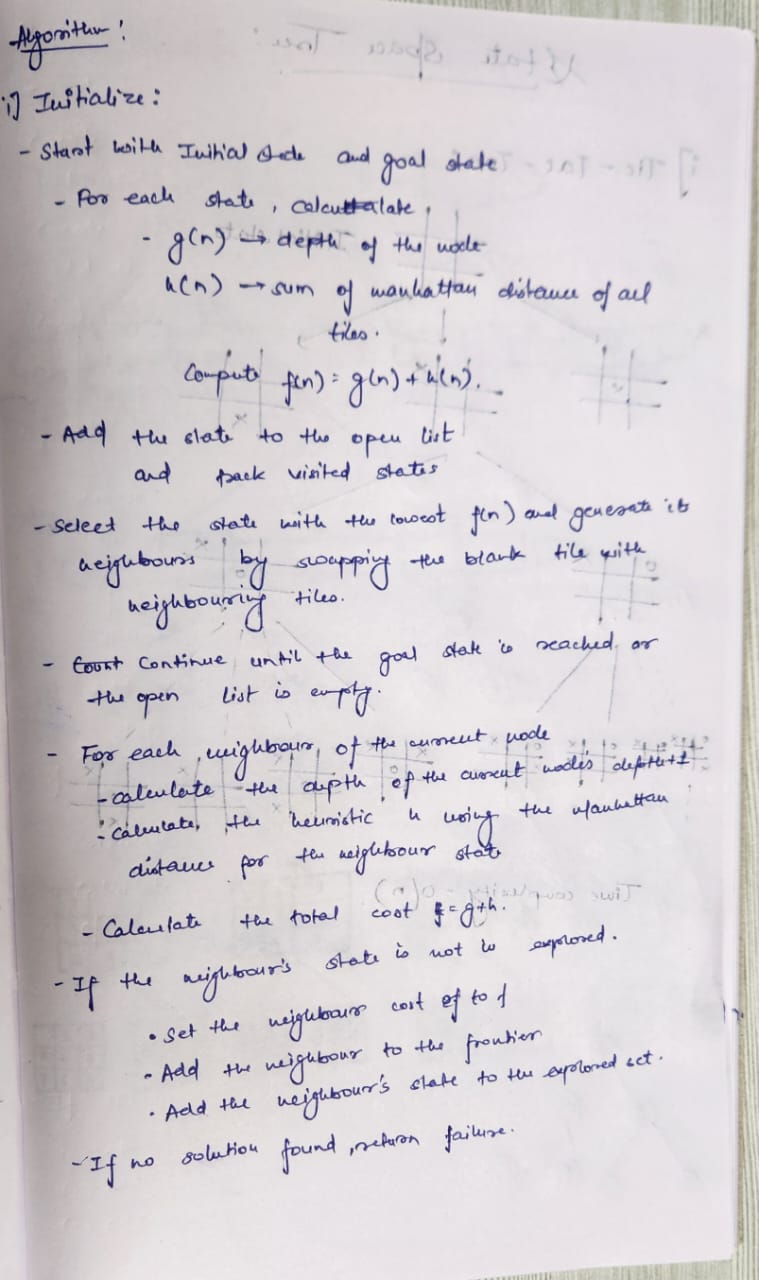 Algorithm:
i) Initialize:
- Start with Initial state and goal state
- For each state, calculate,
- g(n) → depth of the node
h(n) → sum of manhattan distance of all
tiles.
Compute f(n) = g(n) + h(n).
- Add the state to the open list
and track visited states
- Select the state with the lowest f(n) and generate its
neighbours by swapping the blank tile with
neighbouring tiles.
- Continue until the goal state is reached or
the open list is empty.
- For each neighbour, of the current node
- calculate the depth of the current node's depth+1
- calculate, the heuristic h using the Manhattan
distance for the neighbour state
- Calculate the total cost f = g+h.
- If the neighbour's state is not in explored.
• Set the neighbour cost of to f
- Add the neighbour to the frontier
• Add the neighbour's state to the explored set.
- If no solution found, return failure.